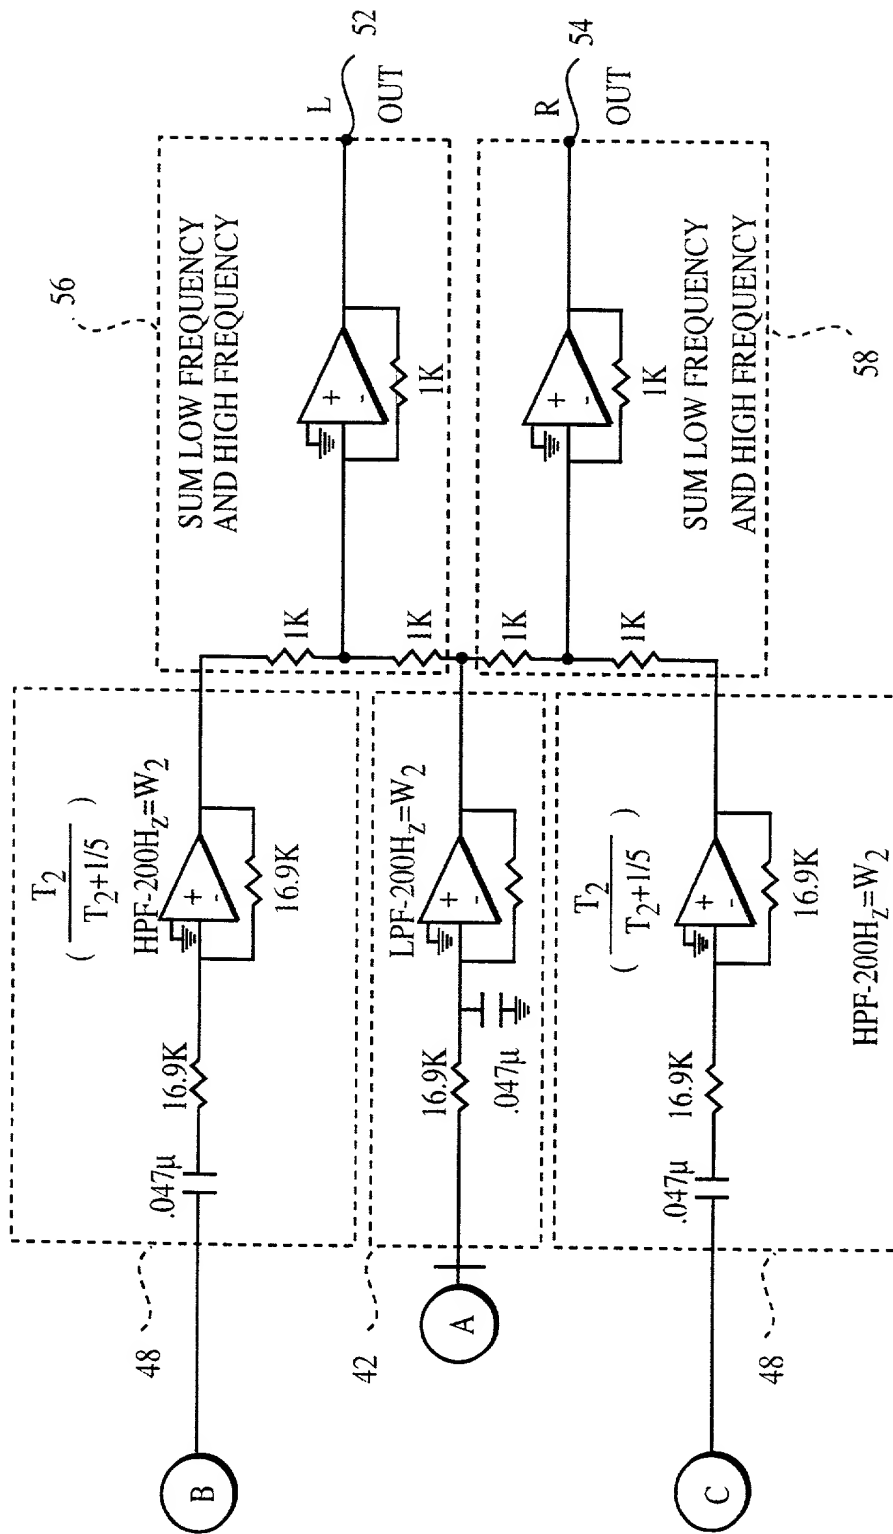 B
48
.047µ
16.9K
( T2
T2+1/5 )
HPF-200HZ=W2
+
-
16.9K
A
42
16.9K
.047µ
LPF-200HZ=W2
+
-
C
48
.047µ
16.9K
( T2
T2+1/5 )
+
-
16.9K
HPF-200HZ=W2
56
SUM LOW FREQUENCY
AND HIGH FREQUENCY
1K
1K
+
-
1K
L
OUT
52
1K
1K
+
-
1K
R
OUT
54
SUM LOW FREQUENCY
AND HIGH FREQUENCY
58